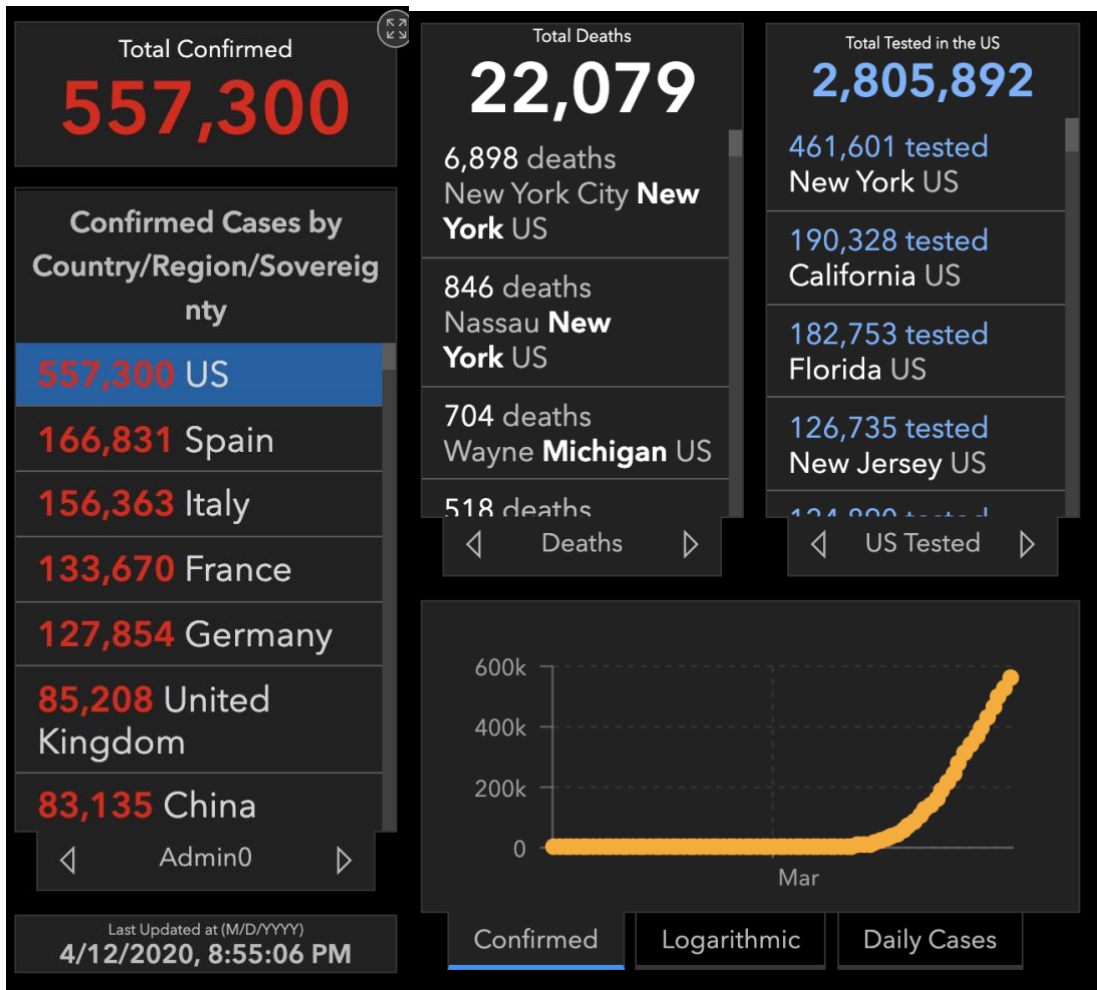 Total Confirmed
557,300
Confirmed Cases by
Country/Region/Sovereig
nty
557,300 US
166,831 Spain
156,363 Italy
133,670 France
127,854 Germany
85,208 United
Kingdom
83,135 China
Admin0
Last Updated at (M/D/YYYY)
4/12/2020, 8:55:06 PM
Total Deaths
22,079
6,898 deaths
New York City New
York US
846 deaths
Nassau New
York US
704 deaths
Wayne Michigan US
518 deaths
Deaths
Total Tested in the US
2,805,892
461,601 tested
New York US
190,328 tested
California US
182,753 tested
Florida US
126,735 tested
New Jersey US
tested
US Tested
600k
400k
200k
0
Mar
Confirmed
Logarithmic
Daily Cases